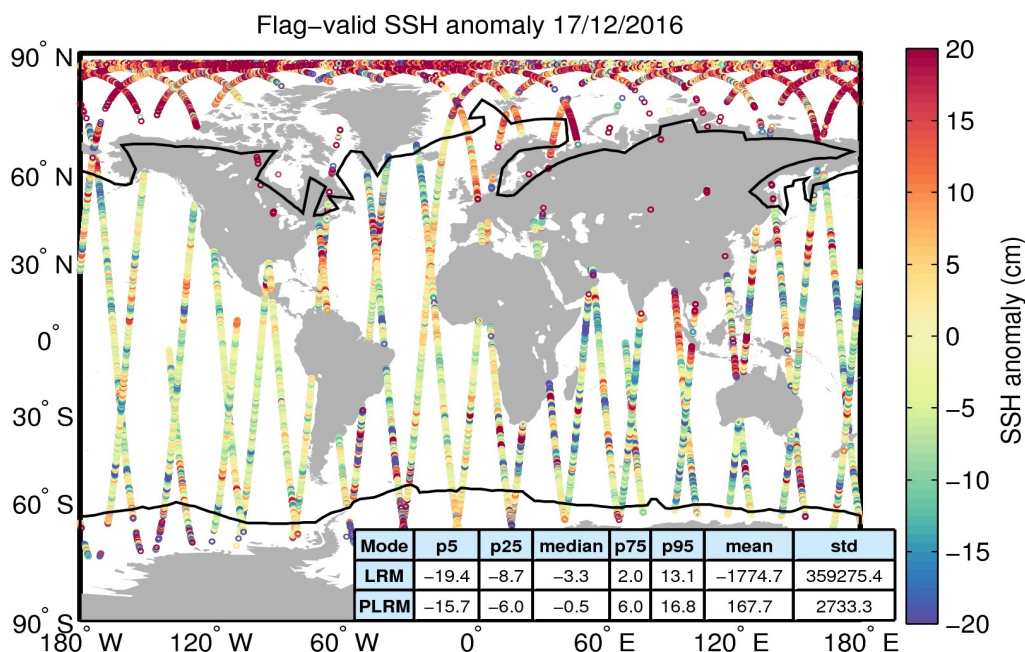 Flag−valid SSH anomaly 17/12/2016
90° N
60° N
30° N
0°
30° S
60° S
90° S
180° W
120° W
60° W
0°
60° E
120° E
180° E
Mode p5 p25 median p75 p95 mean std
LRM −19.4 −8.7 −3.3 2.0 13.1 −1774.7 359275.4
PLRM −15.7 −6.0 −0.5 6.0 16.8 167.7 2733.3
20
15
10
5
0
−5
−10
−15
−20
SSH anomaly (cm)